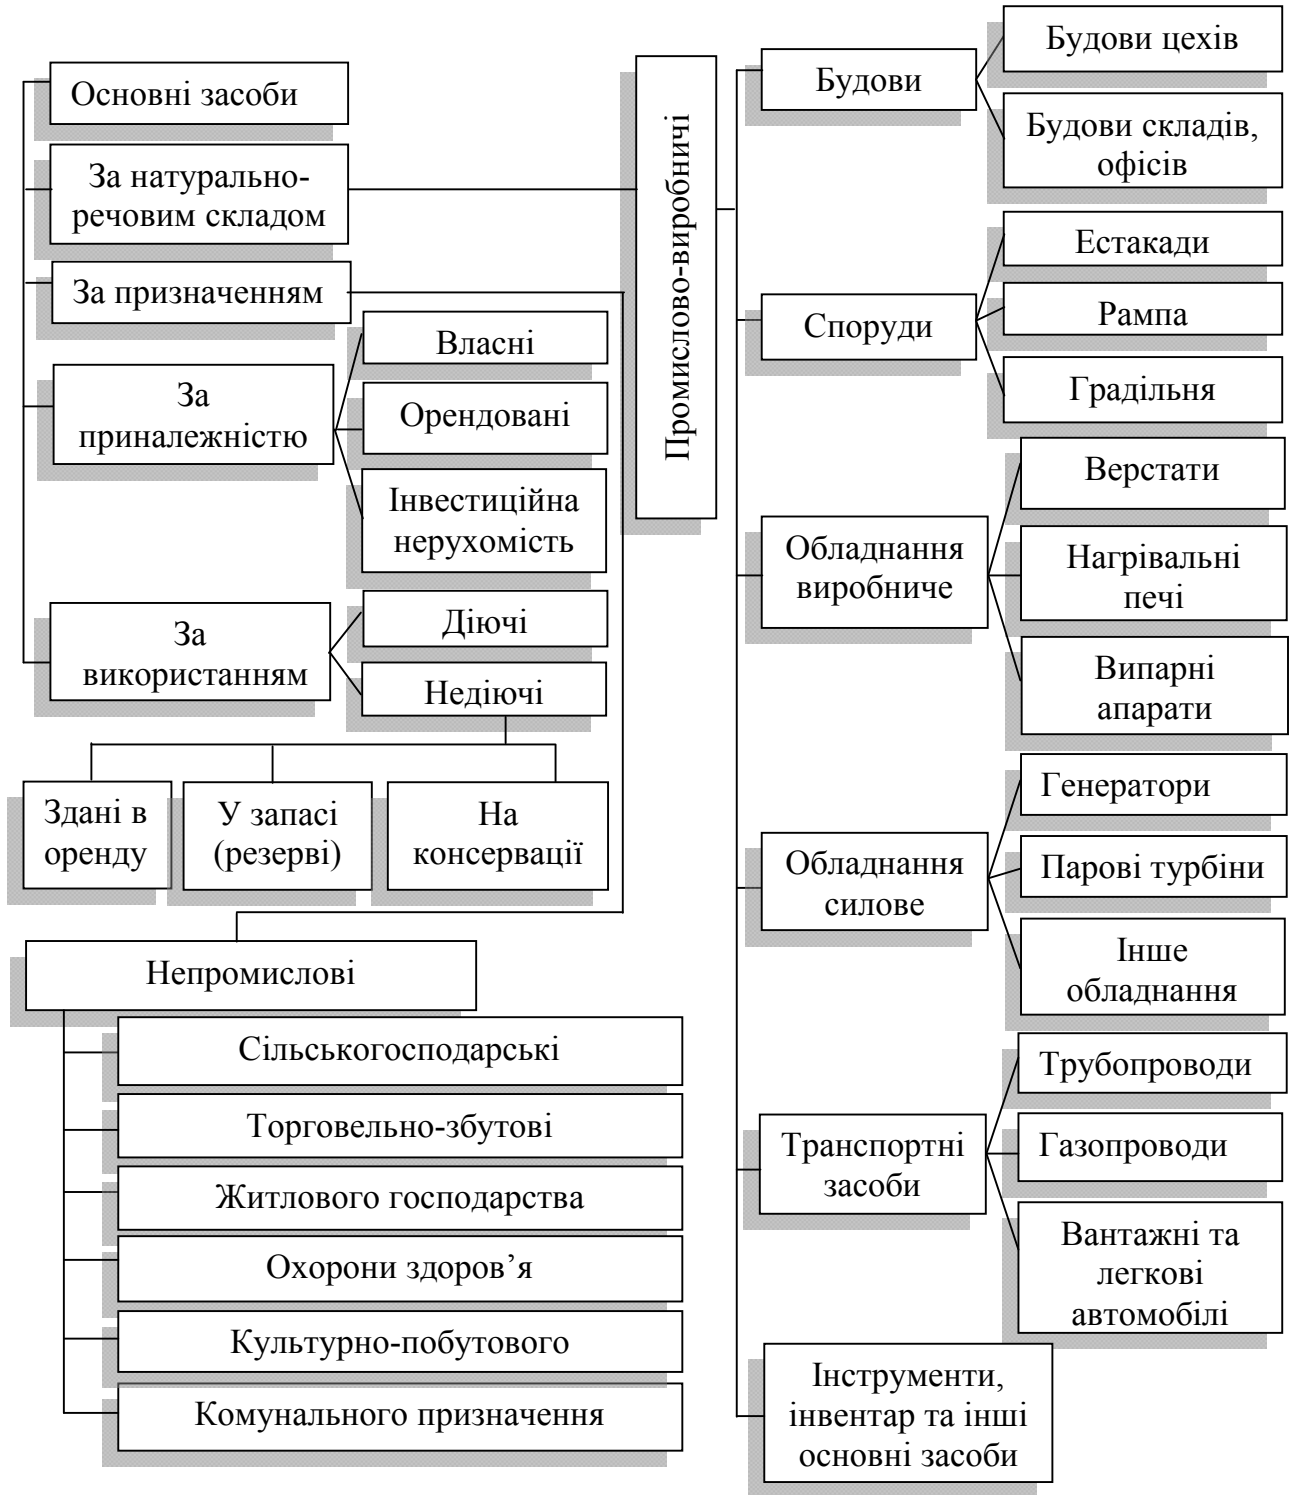 Основні засоби
За натурально-
речовим складом
За призначенням
За
приналежністю
Власні
Орендовані
Інвестиційна
нерухомість
За
використанням
Діючі
Недіючі
Здані в
оренду
У запасі
(резерві)
На
консервації
Непромислові
Сільськогосподарські
Торговельно-збутові
Житлового господарства
Охорони здоров’я
Культурно-побутового
Комунального призначення
Промислово-виробничі
Будови
Будови цехів
Будови складів,
офісів
Споруди
Естакади
Рампа
Градільня
Обладнання
виробниче
Верстати
Нагрівальні
печі
Випарні
апарати
Обладнання
силове
Генератори
Парові турбіни
Інше
обладнання
Транспортні
засоби
Трубопроводи
Газопроводи
Вантажні та
легкові
автомобілі
Інструменти,
інвентар та інші
основні засоби